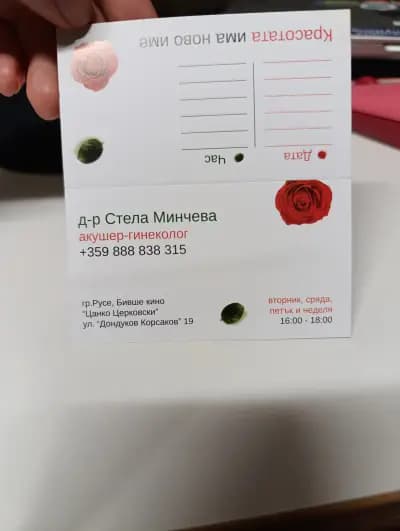 Красотата има ново име
Дата
Час
д-р Стела Минчева
акушер-гинеколог
+359 888 838 315
гр.Русе, Бивше кино
"Цанко Церковски"
ул. "Дондуков Корсаков" 19
вторник, сряда,
петък и неделя
16:00 - 18:00